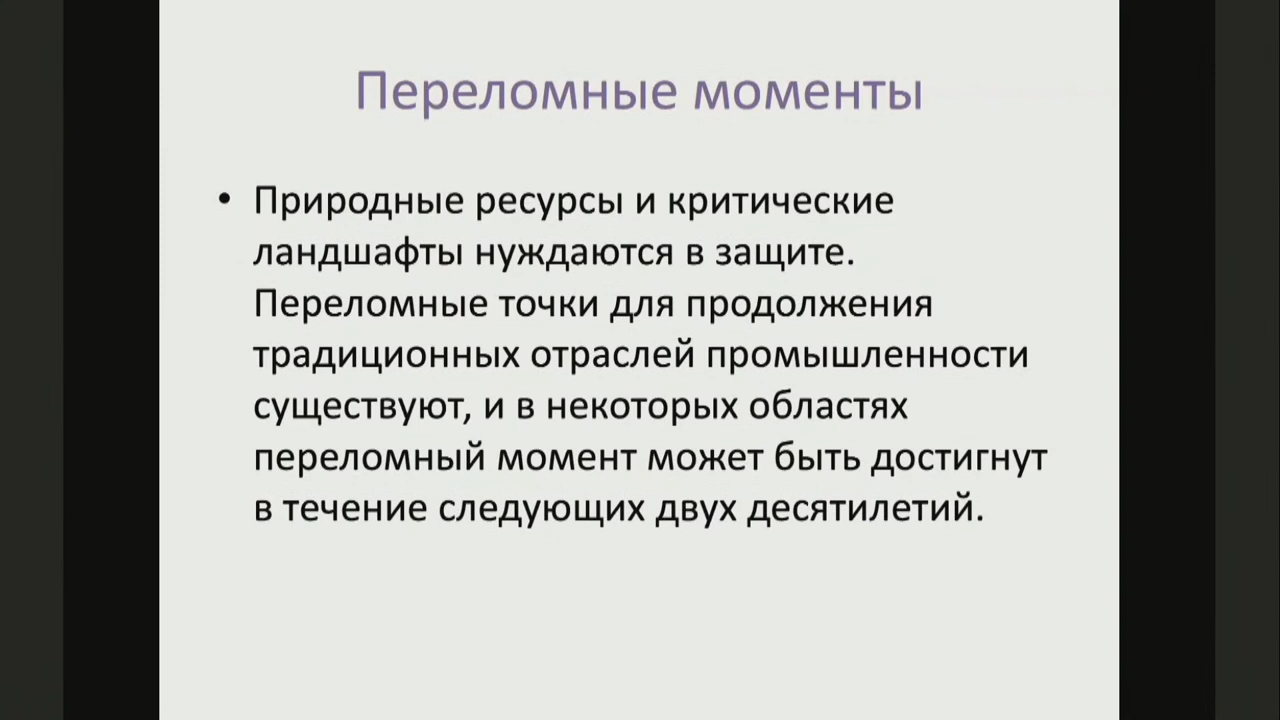 Переломные моменты
• Природные ресурсы и критические
ландшафты нуждаются в защите.
Переломные точки для продолжения
традиционных отраслей промышленности
существуют, и в некоторых областях
переломный момент может быть достигнут
в течение следующих двух десятилетий.